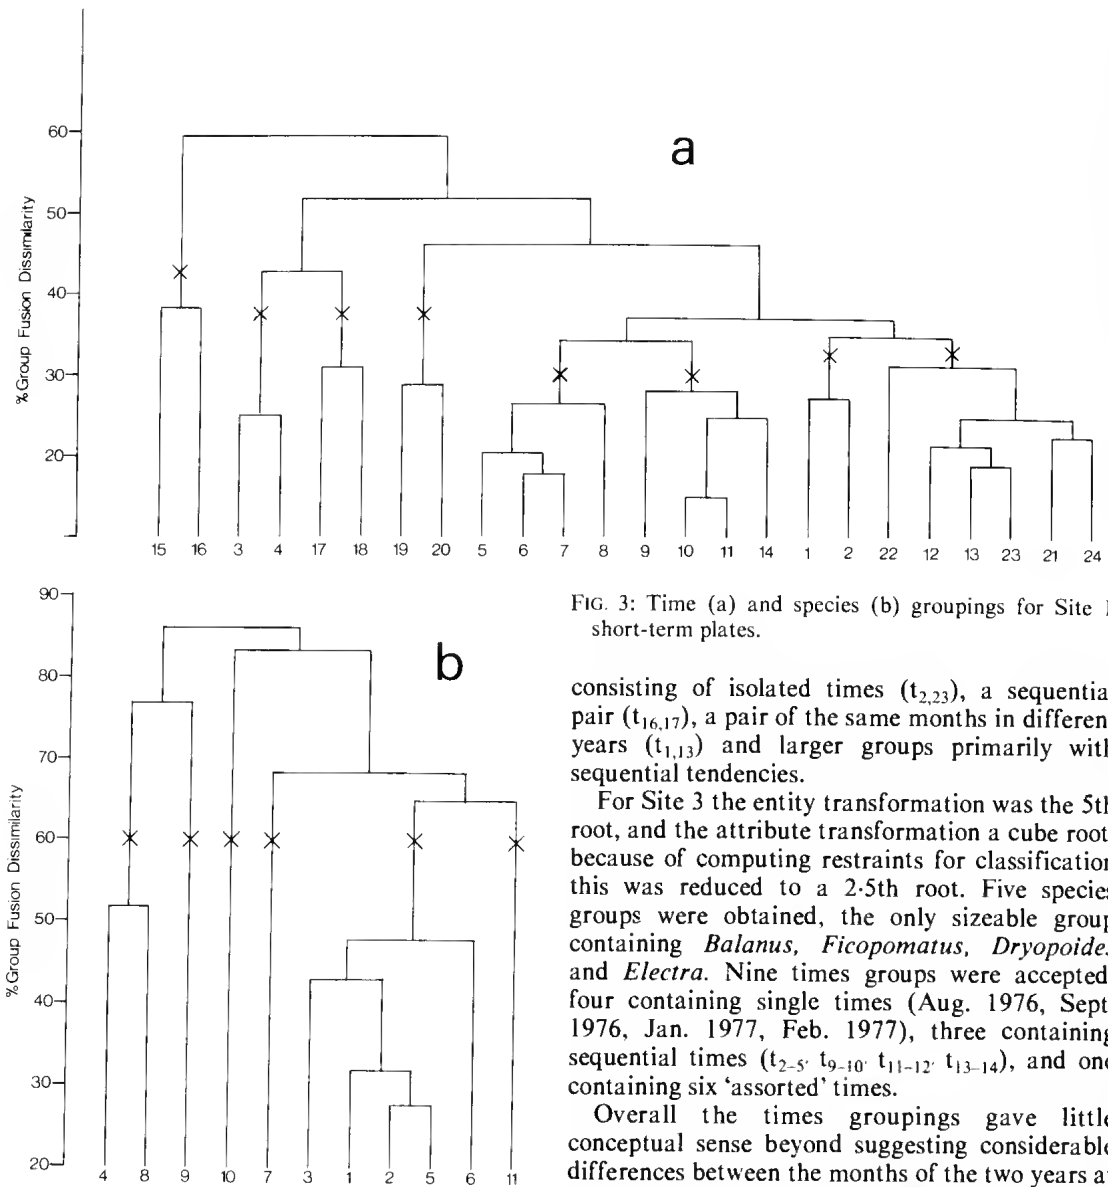 a
60
50
40
30
20
%Group Fusion Dissimilarity
15 16 3 4 17 18 19 20 5 6 7 8 9 10 11 14 1 2 22 12 13 23 21 24
b
90
80
70
60
50
40
30
20
%Group Fusion Dissimilarity
4 8 9 10 7 3 1 2 5 6 11
FIG. 3: Time (a) and species (b) groupings for Site
short-term plates.
consisting of isolated times (t2,23), a sequentia
pair (t16,17), a pair of the same months in differen
years (t1,13) and larger groups primarily with
sequential tendencies.
For Site 3 the entity transformation was the 5th
root, and the attribute transformation a cube root
because of computing restraints for classification
this was reduced to a 2·5th root. Five species
groups were obtained, the only sizeable group
containing Balanus, Ficopomatus, Dryopoide
and Electra. Nine times groups were accepted
four containing single times (Aug. 1976, Sept
1976, Jan. 1977, Feb. 1977), three containing
sequential times (t2–5, t9–10, t11–12, t13–14), and one
containing six ‘assorted’ times.
Overall the times groupings gave little
conceptual sense beyond suggesting considerable
differences between the months of the two years a